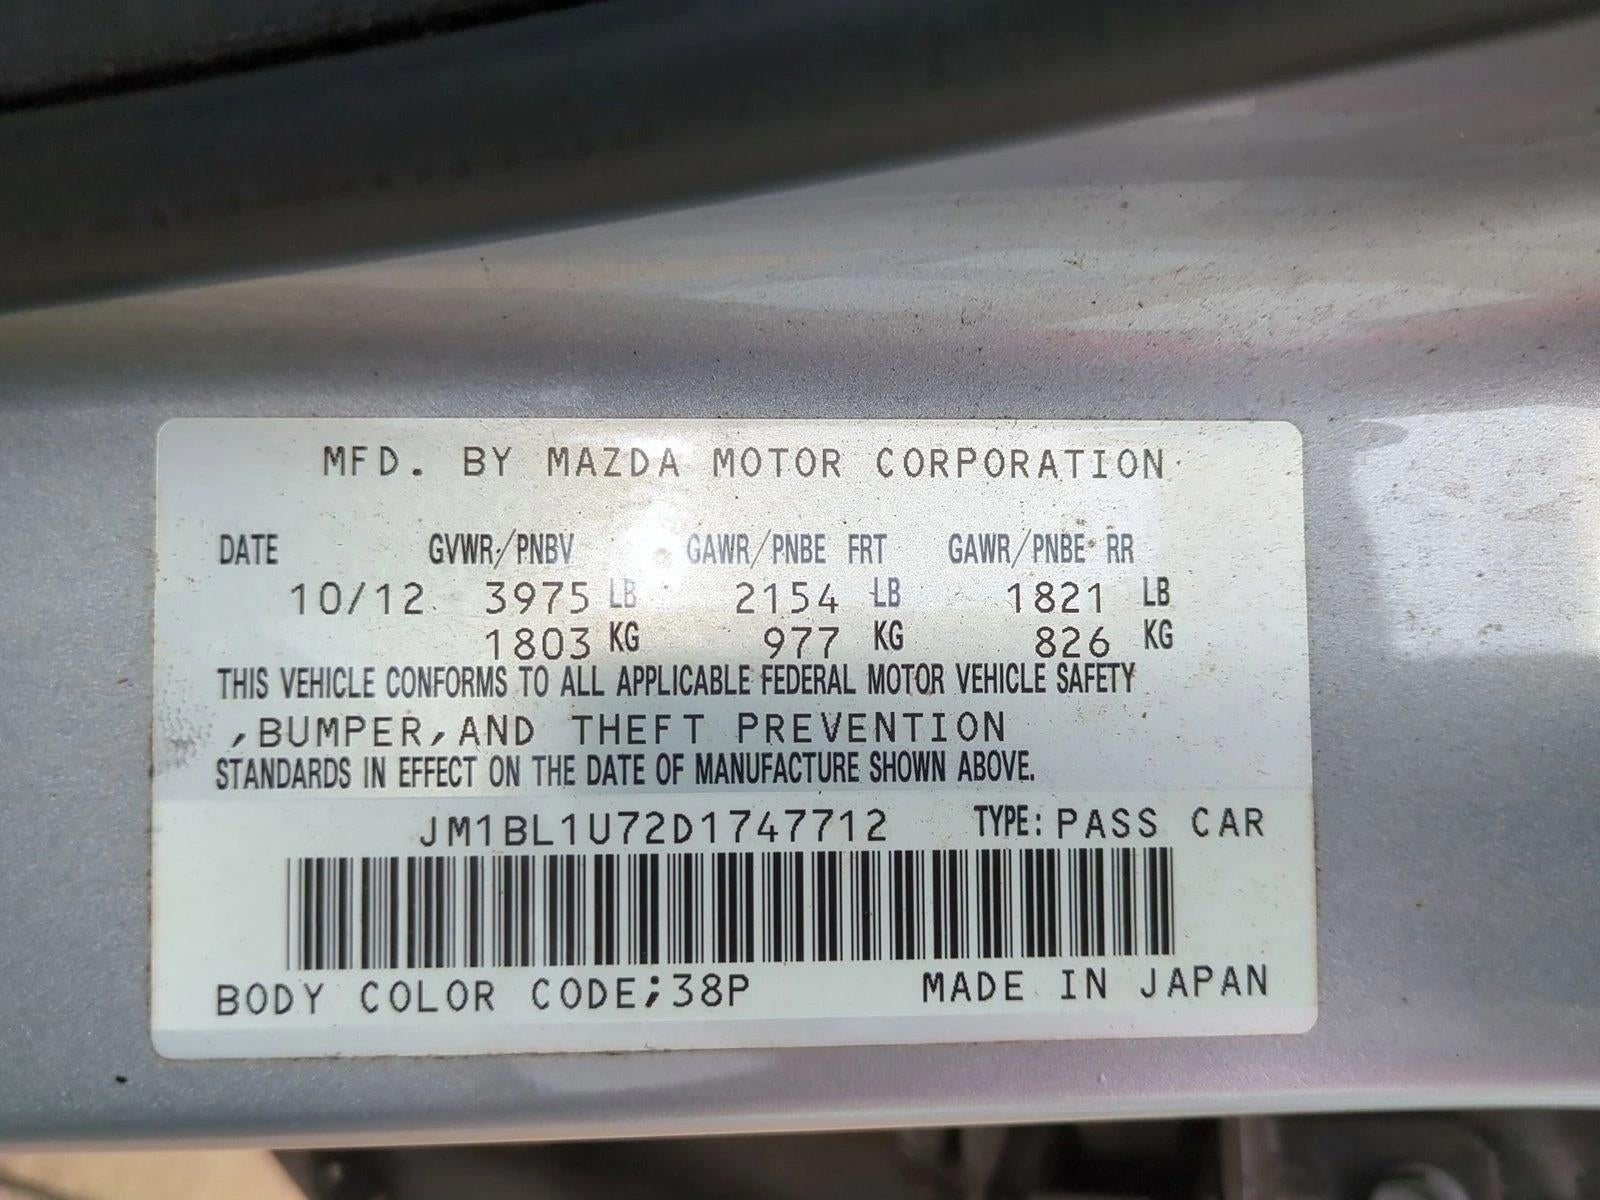 MFD. BY MAZDA MOTOR CORPORATION
DATE GVWR/PNBV GAWR/PNBE FRT GAWR/PNBE RR
10/12 3975 LB 2154 LB 1821 LB
1803 KG 977 KG 826 KG
THIS VEHICLE CONFORMS TO ALL APPLICABLE FEDERAL MOTOR VEHICLE SAFETY
,BUMPER,AND THEFT PREVENTION
STANDARDS IN EFFECT ON THE DATE OF MANUFACTURE SHOWN ABOVE.
JM1BL1U72D1747712 TYPE: PASS CAR
BODY COLOR CODE;38P MADE IN JAPAN